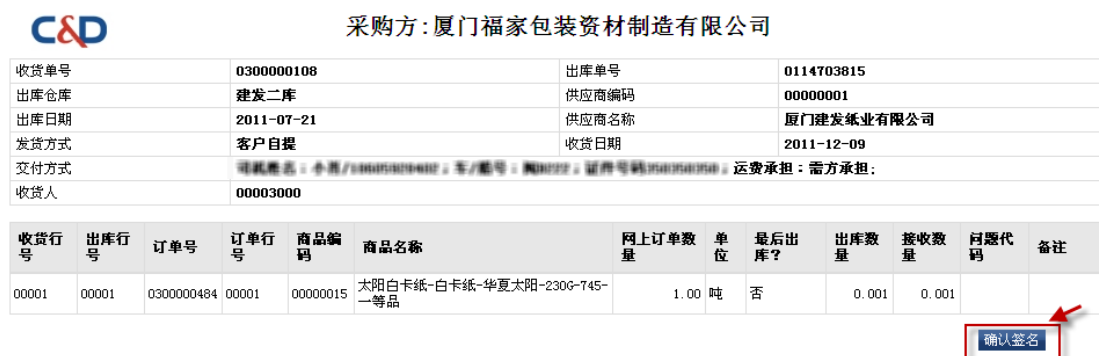 C&D
采购方:厦门福家包装资材制造有限公司
收货单号 0300000108 出库单号 0114703815
出库仓库 建发二库 供应商编码 00000001
出库日期 2011-07-21 供应商名称 厦门建发纸业有限公司
发货方式 客户自提 收货日期 2011-12-09
交付方式 运费承担：需方承担;
收货人 00003000
收货行号 出库行号 订单号 订单行号 商品编码 商品名称 网上订单数量 单位 最后出库? 出库数量 接收数量 问题代码 备注
00001 00001 0300000484 00001 00000015 太阳白卡纸-白卡纸-华夏太阳-230G-745-一等品 1.00 吨 否 0.001 0.001
确认签名